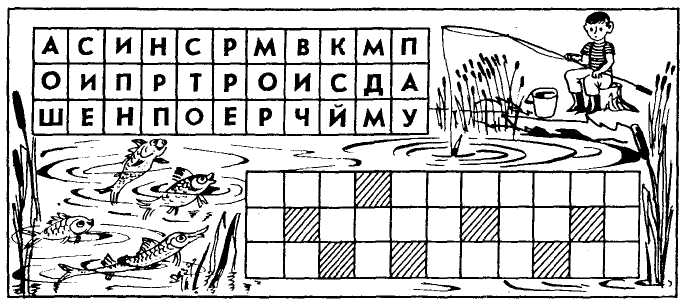 А С И Н С Р М В К М П
О И П Р Т Р О И С Д А
Ш Е Н П О Е Р Ч Й М У